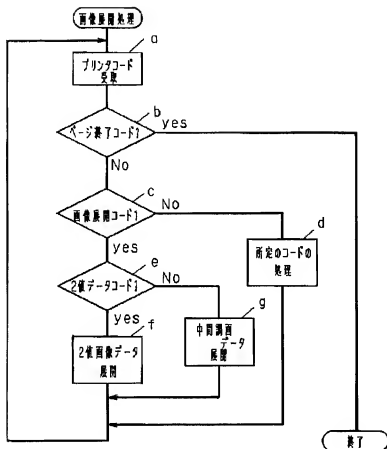 画像展開処理
a
プリンタコード
受取
b
ページ終了コード?
yes
No
c
画像展開コード?
No
yes
d
所定のコードの
処理
e
2値データコード?
No
yes
f
2値画像データ
展開
g
中間調画
データ
展開
終了